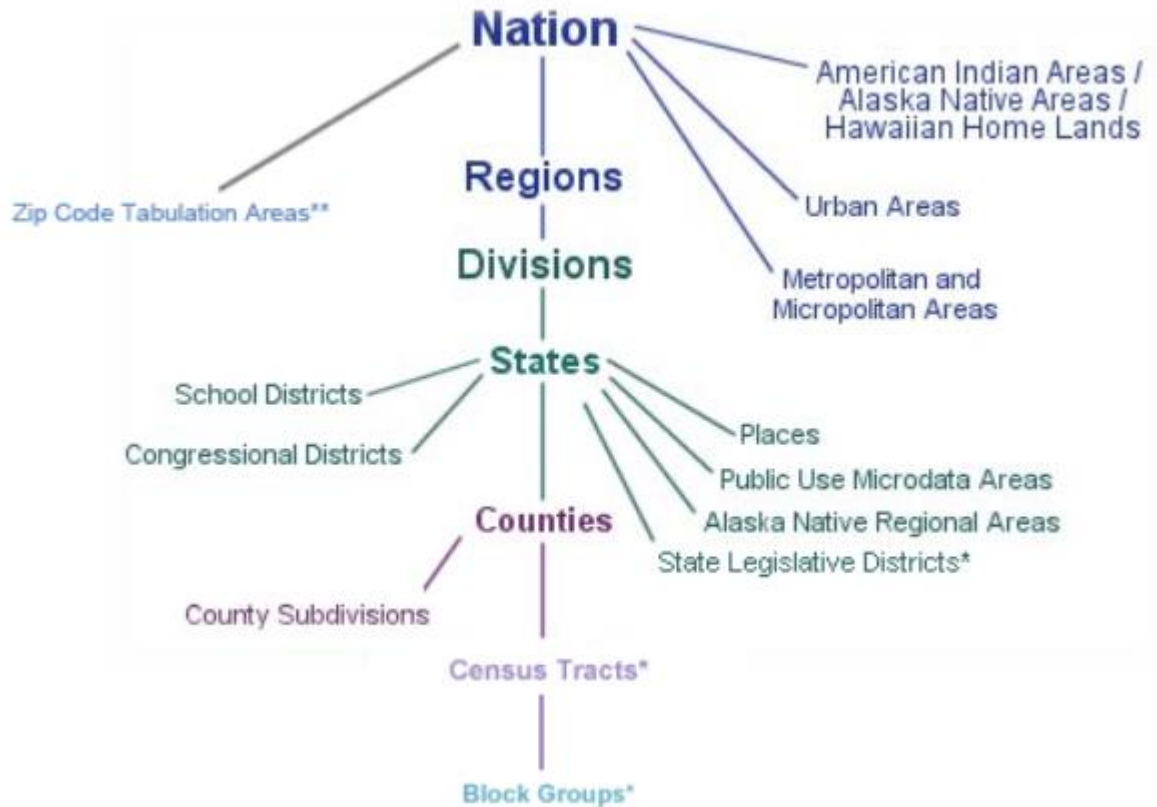 Nation
American Indian Areas /
Alaska Native Areas /
Hawaiian Home Lands
Regions
Zip Code Tabulation Areas**
Urban Areas
Divisions
Metropolitan and
Micropolitan Areas
States
School Districts
Congressional Districts
Places
Public Use Microdata Areas
Alaska Native Regional Areas
State Legislative Districts*
Counties
County Subdivisions
Census Tracts*
Block Groups*